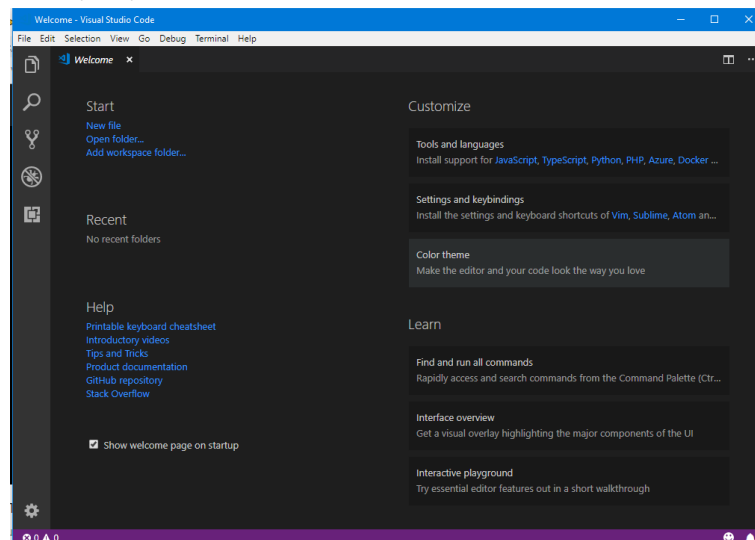 Welcome - Visual Studio Code
File Edit Selection View Go Debug Terminal Help
Welcome
Start
New file
Open folder...
Add workspace folder...
Recent
No recent folders
Help
Printable keyboard cheatsheet
Introductory videos
Tips and Tricks
Product documentation
GitHub repository
Stack Overflow
Show welcome page on startup
Customize
Tools and languages
Install support for JavaScript, TypeScript, Python, PHP, Azure, Docker ...
Settings and keybindings
Install the settings and keyboard shortcuts of Vim, Sublime, Atom an...
Color theme
Make the editor and your code look the way you love
Learn
Find and run all commands
Rapidly access and search commands from the Command Palette (Ctr...
Interface overview
Get a visual overlay highlighting the major components of the UI
Interactive playground
Try essential editor features out in a short walkthrough
0 0